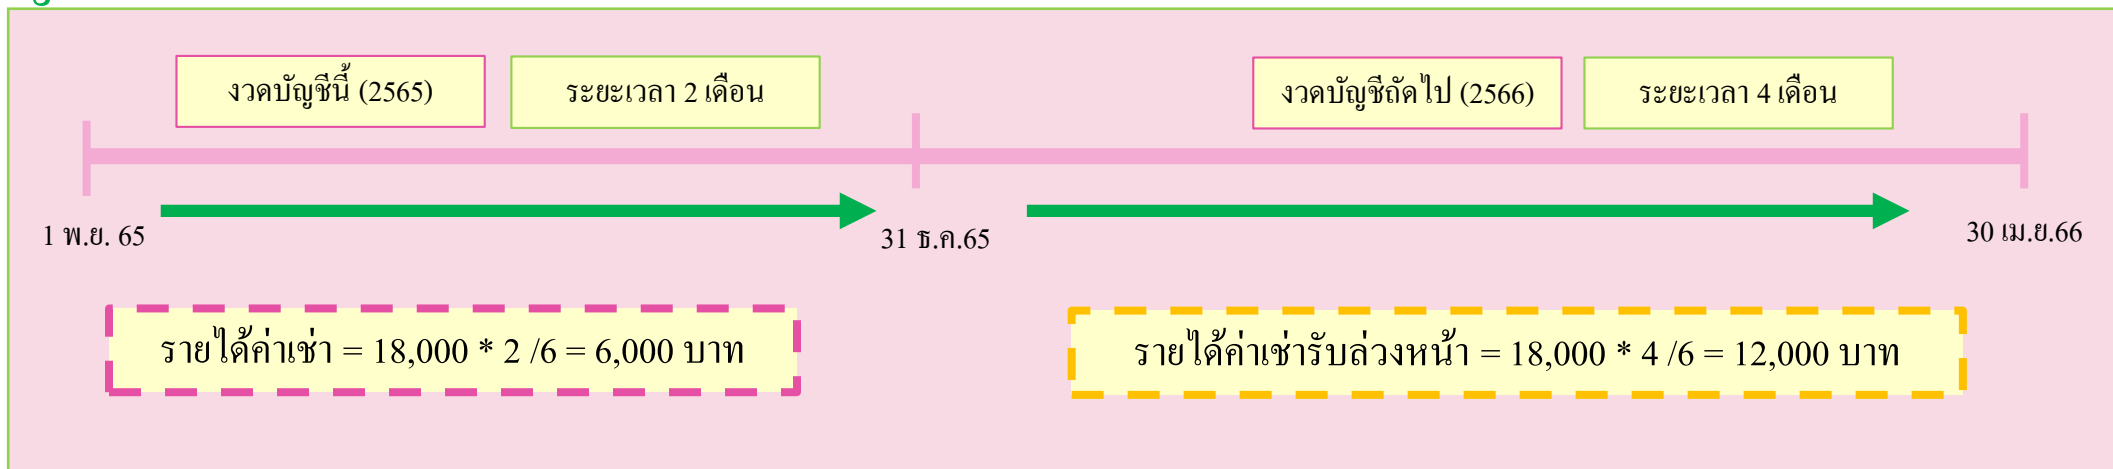 งวดบัญชีนี้ (2565)
ระยะเวลา 2 เดือน
งวดบัญชีถัดไป (2566)
ระยะเวลา 4 เดือน
1 พ.ย. 65
31 ธ.ค.65
30 เม.ย.66
รายได้ค่าเช่า = 18,000 * 2 /6 = 6,000 บาท
รายได้ค่าเช่ารับล่วงหน้า = 18,000 * 4 /6 = 12,000 บาท